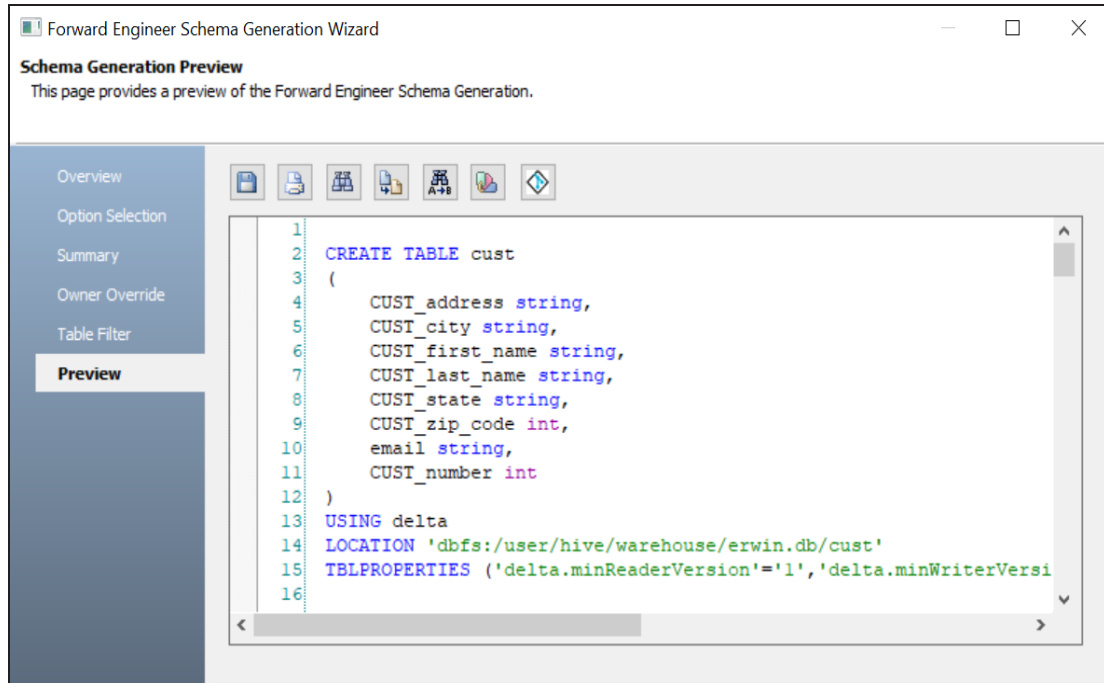 Forward Engineer Schema Generation Wizard
Schema Generation Preview
This page provides a preview of the Forward Engineer Schema Generation.
Overview
Option Selection
Summary
Owner Override
Table Filter
Preview
A→B
1
2 CREATE TABLE cust
3 (
4 CUST_address string,
5 CUST_city string,
6 CUST_first_name string,
7 CUST_last_name string,
8 CUST_state string,
9 CUST_zip_code int,
10 email string,
11 CUST_number int
12 )
13 USING delta
14 LOCATION 'dbfs:/user/hive/warehouse/erwin.db/cust'
15 TBLPROPERTIES ('delta.minReaderVersion'='1','delta.minWriterVersi
16